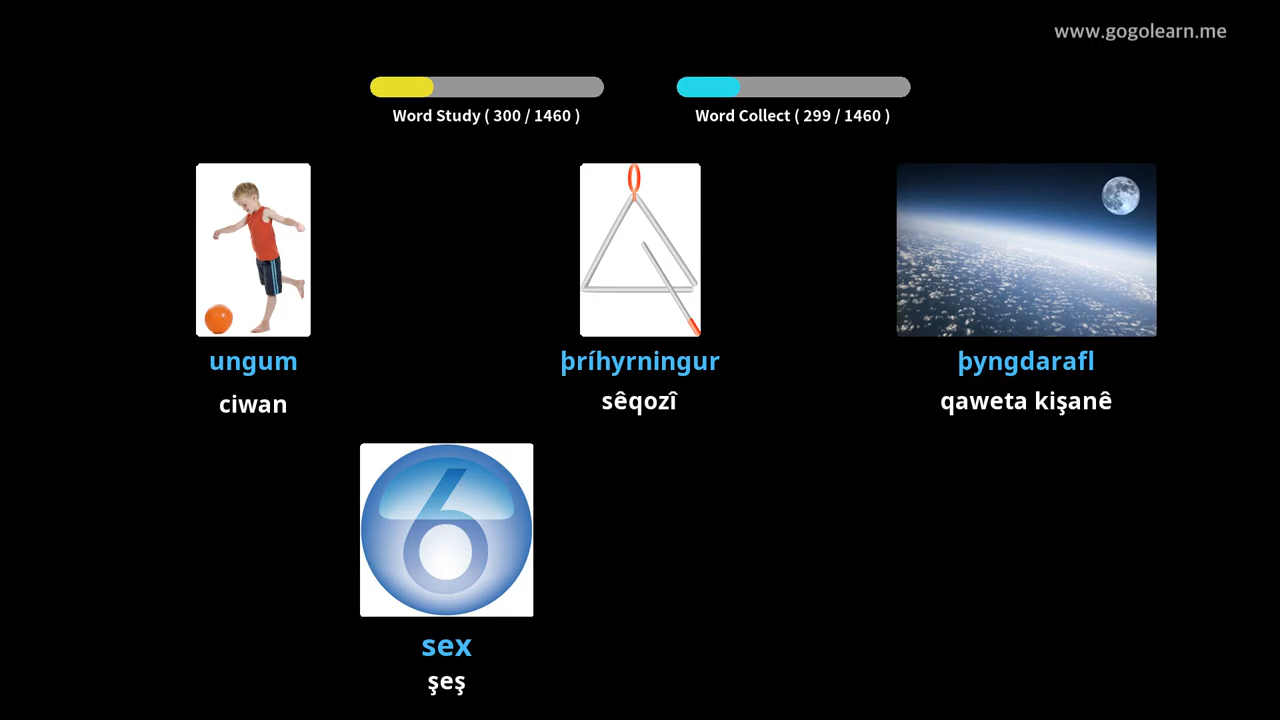 www.gogolearn.me
Word Study ( 300 / 1460 )
Word Collect ( 299 / 1460 )
ungum
ciwan
þríhyrningur
sêqozî
þyngdarafl
qaweta kişanê
6
sex
şeş